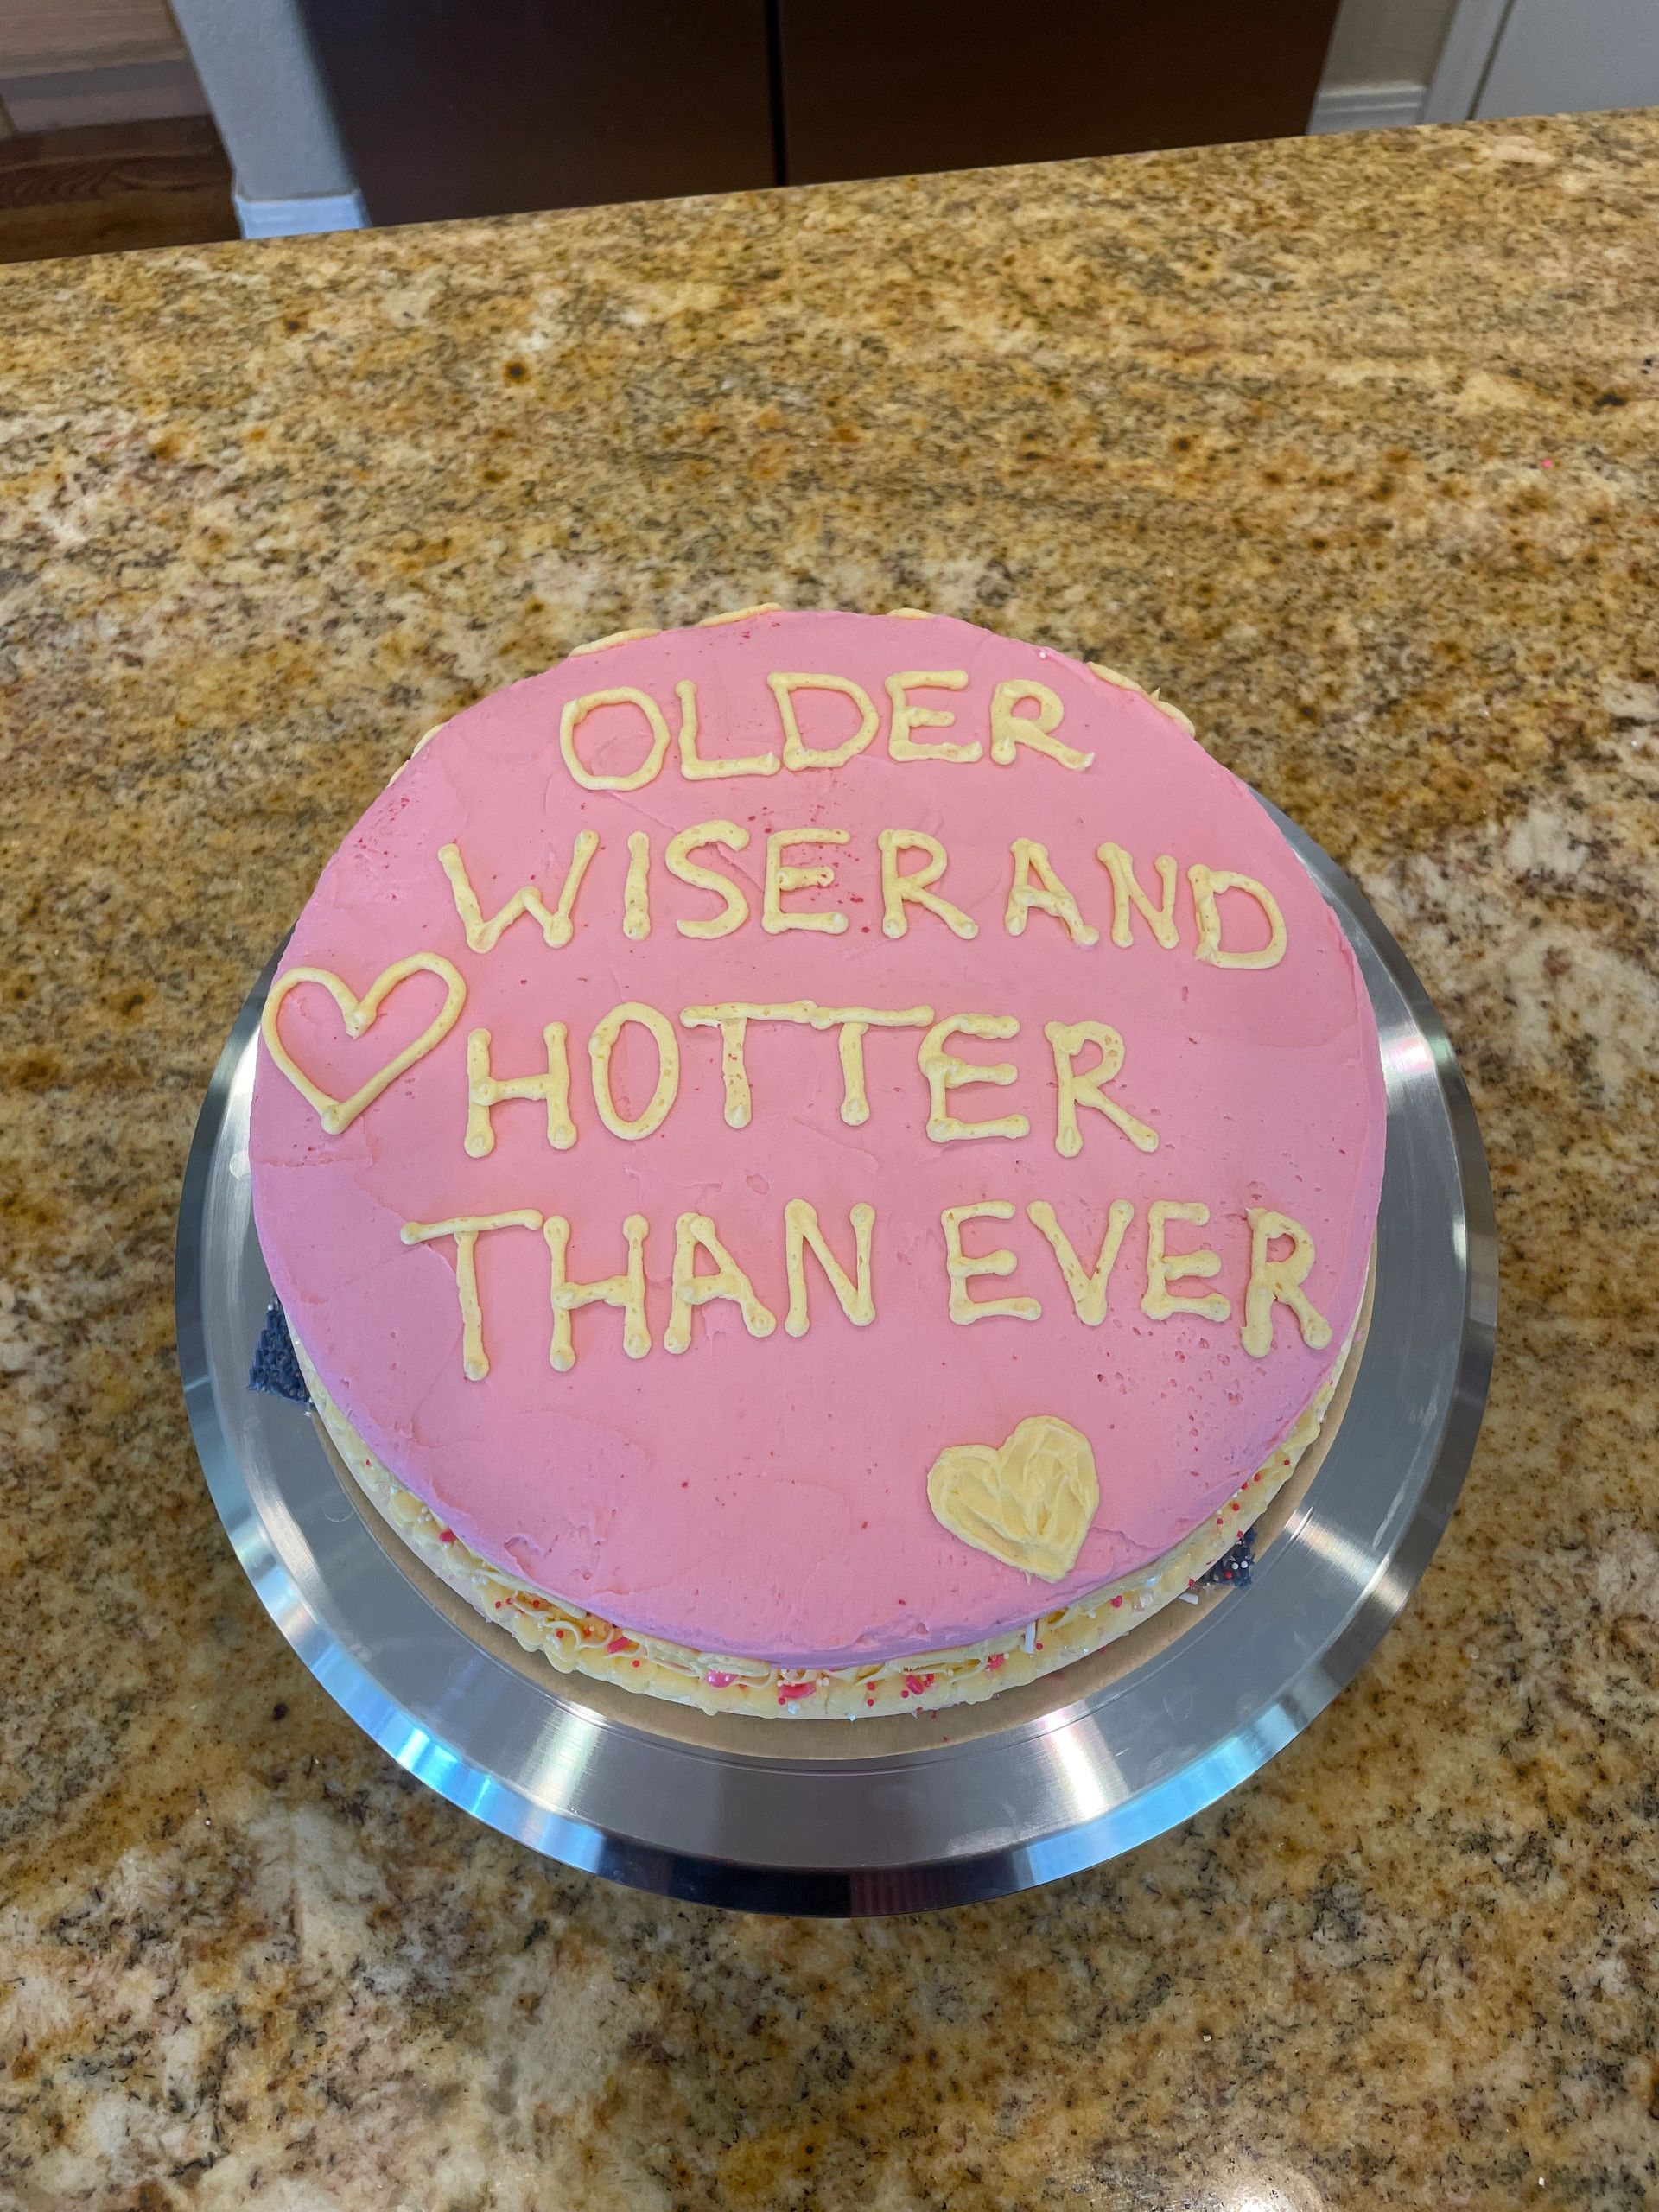 OLDER
WISER AND
HOTTER
THAN EVER